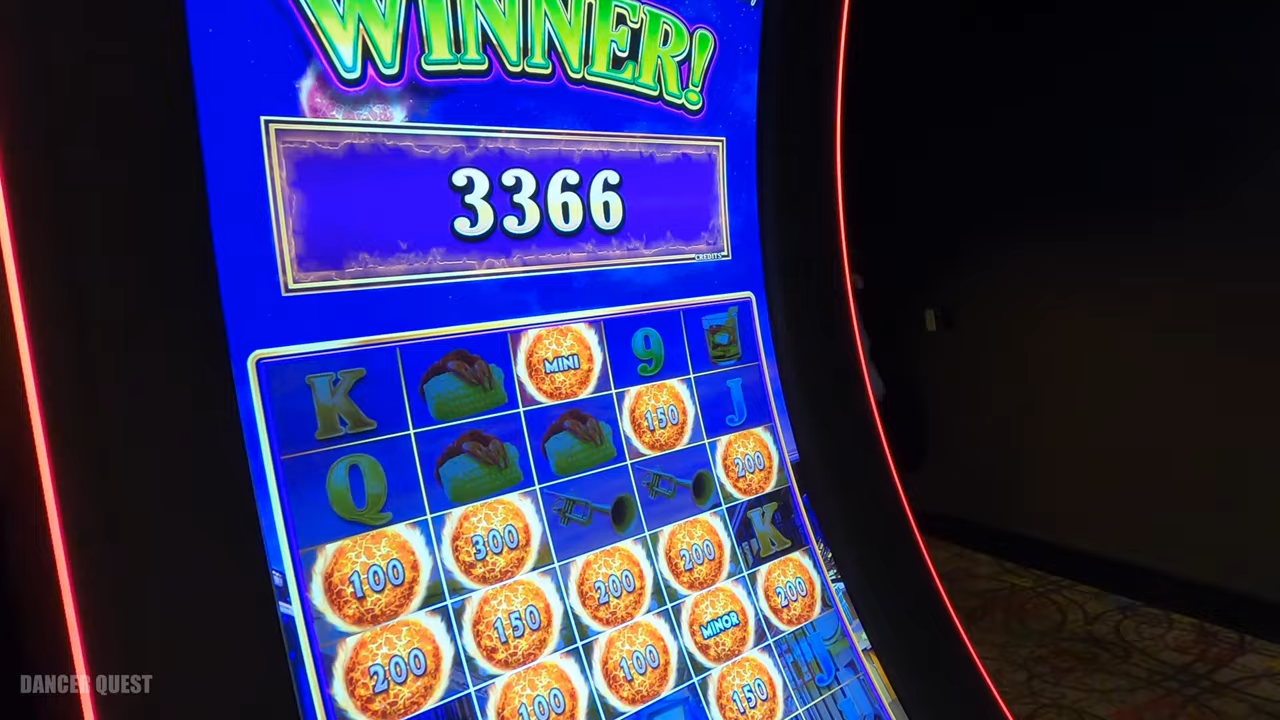 WINNER!
3366
CREDITS
K MINI 9
150 J
Q 200
300 K
100 200 200
150 MINOR 200
200 100
100 150 J
DANCER QUEST